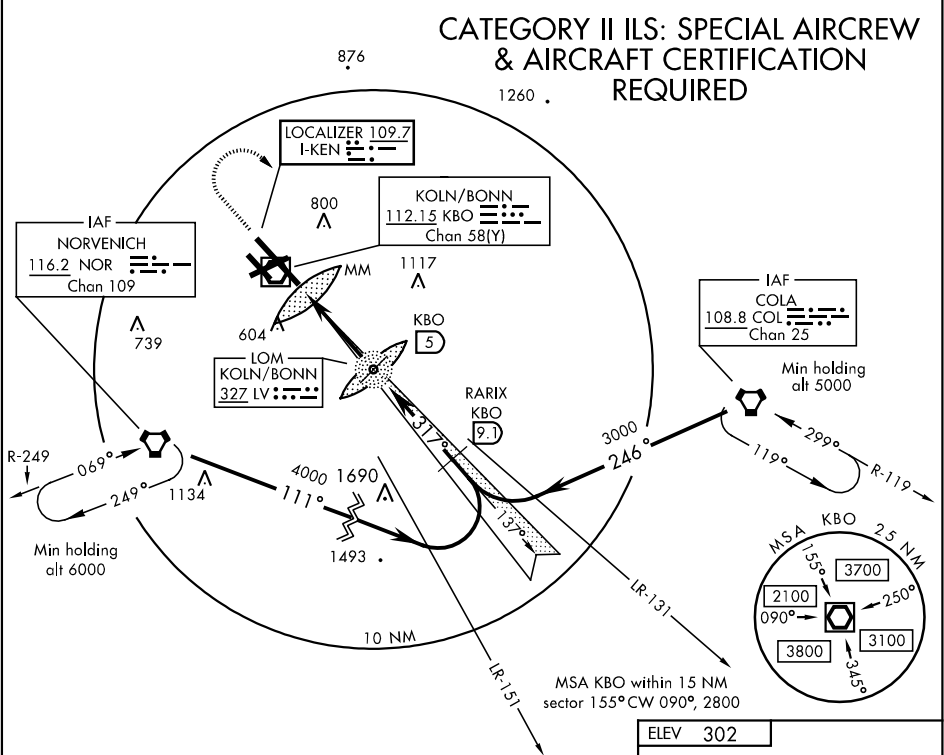 CATEGORY II ILS: SPECIAL AIRCREW
& AIRCRAFT CERTIFICATION
REQUIRED
876
1260
LOCALIZER 109.7
I-KEN
800
KOLN/BONN
112.15 KBO
Chan 58(Y)
IAF
NORVENICH
116.2 NOR
Chan 109
MM
1117
739
604
KBO
5
IAF
COLA
108.8 COL
Chan 25
LOM
KOLN/BONN
327 LV
Min holding
alt 5000
RARIX
KBO
9.1
317°
3000
246°
299°
119°
R-119
R-249
069°
249°
1134
4000
111°
1690
137°
Min holding
alt 6000
1493
10 NM
LR-131
LR-151
MSA KBO 25 NM
155°
3700
2100
250°
090°
3800
3100
345°
MSA KBO within 15 NM
sector 155° CW 090°, 2800
ELEV 302